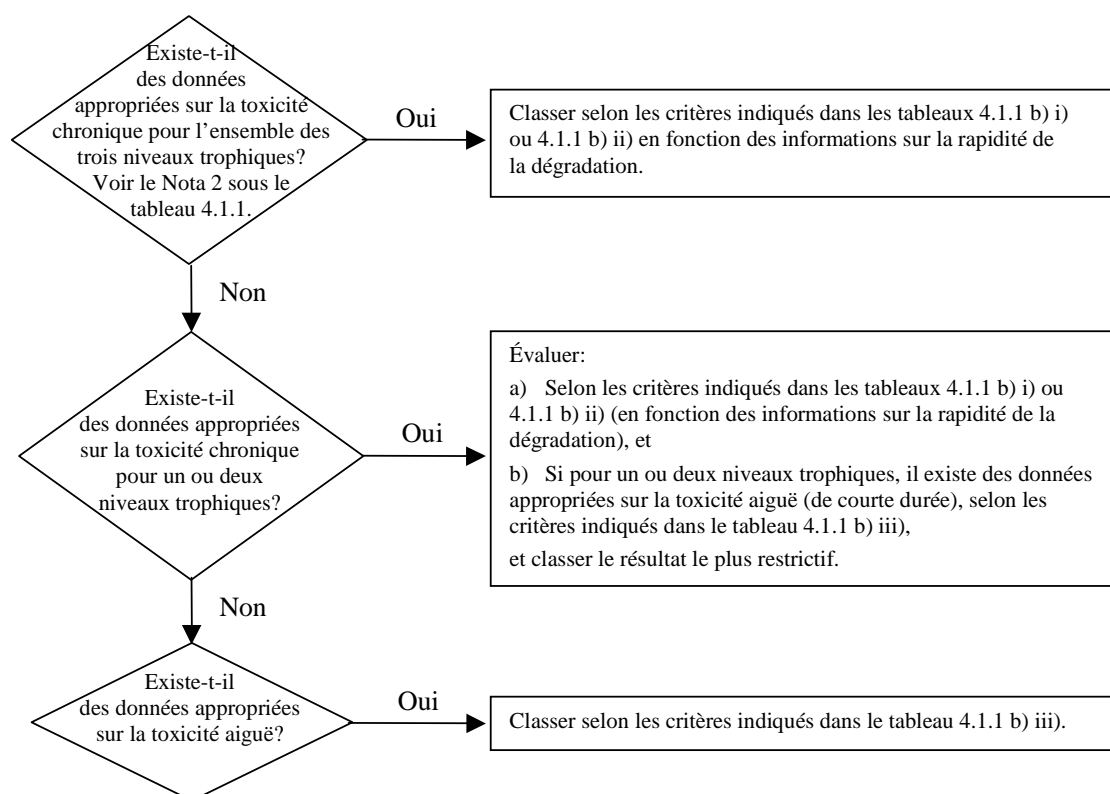 Existe-t-il
des données
appropriées sur la toxicité
chronique pour l'ensemble des
trois niveaux trophiques?
Voir le Nota 2 sous le
tableau 4.1.1.
Oui
Classer selon les critères indiqués dans les tableaux 4.1.1 b) i)
ou 4.1.1 b) ii) en fonction des informations sur la rapidité de
la dégradation.
Non
Existe-t-il
des données appropriées
sur la toxicité chronique
pour un ou deux
niveaux trophiques?
Oui
Évaluer:
a) Selon les critères indiqués dans les tableaux 4.1.1 b) i) ou
4.1.1 b) ii) (en fonction des informations sur la rapidité de la
dégradation), et
b) Si pour un ou deux niveaux trophiques, il existe des données
appropriées sur la toxicité aiguë (de courte durée), selon les
critères indiqués dans le tableau 4.1.1 b) iii),
et classer le résultat le plus restrictif.
Non
Existe-t-il
des données appropriées
sur la toxicité aiguë?
Oui
Classer selon les critères indiqués dans le tableau 4.1.1 b) iii).